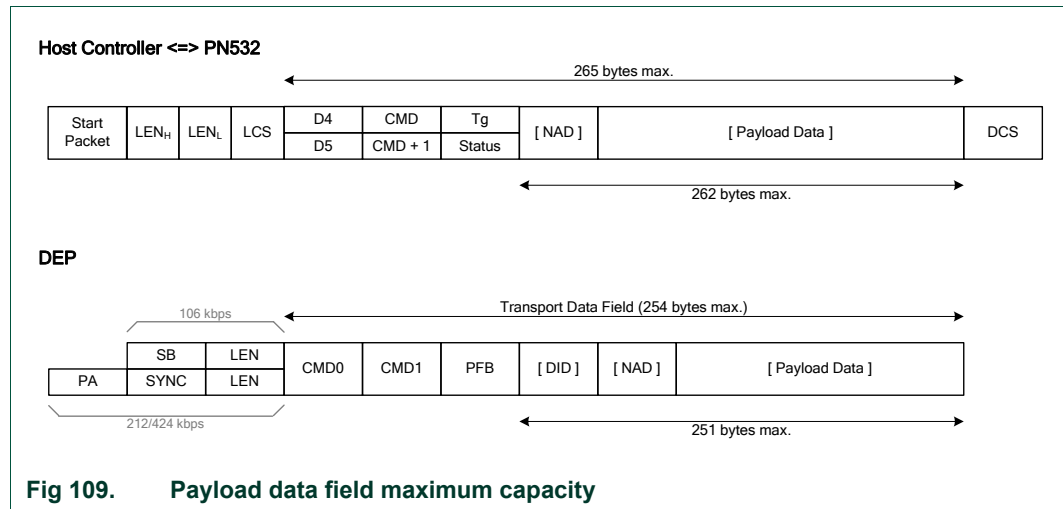 Host Controller <=> PN532
265 bytes max.
Start Packet LENH LENL LCS D4 CMD Tg [ NAD ] [ Payload Data ] DCS
D5 CMD + 1 Status
262 bytes max.
DEP
106 kbps Transport Data Field (254 bytes max.)
SB LEN CMD0 CMD1 PFB [ DID ] [ NAD ] [ Payload Data ]
PA SYNC LEN
212/424 kbps 251 bytes max.
Fig 109. Payload data field maximum capacity